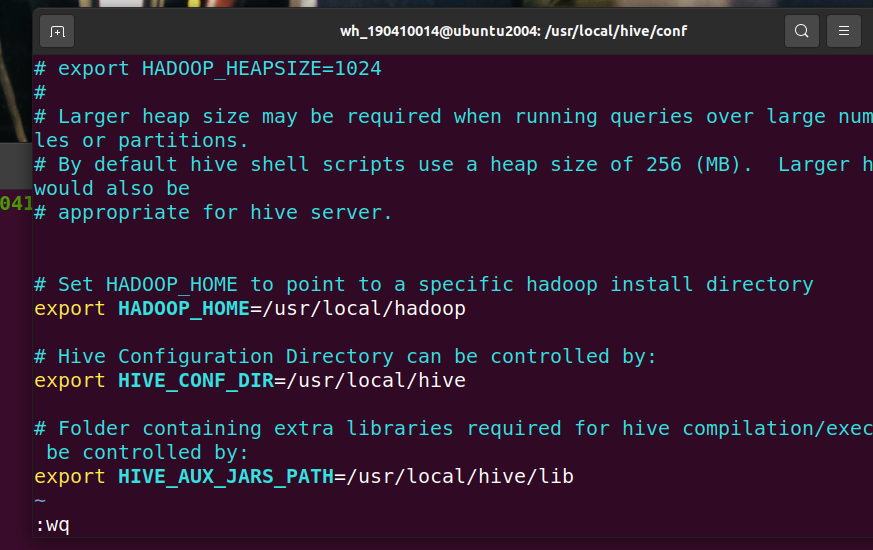 wh_190410014@ubuntu2004: /usr/local/hive/conf
# export HADOOP_HEAPSIZE=1024
#
# Larger heap size may be required when running queries over large num
les or partitions.
# By default hive shell scripts use a heap size of 256 (MB).  Larger h
would also be
041
# appropriate for hive server.
# Set HADOOP_HOME to point to a specific hadoop install directory
export HADOOP_HOME=/usr/local/hadoop
# Hive Configuration Directory can be controlled by:
export HIVE_CONF_DIR=/usr/local/hive
# Folder containing extra libraries required for hive compilation/exec
 be controlled by:
export HIVE_AUX_JARS_PATH=/usr/local/hive/lib
~
:wq